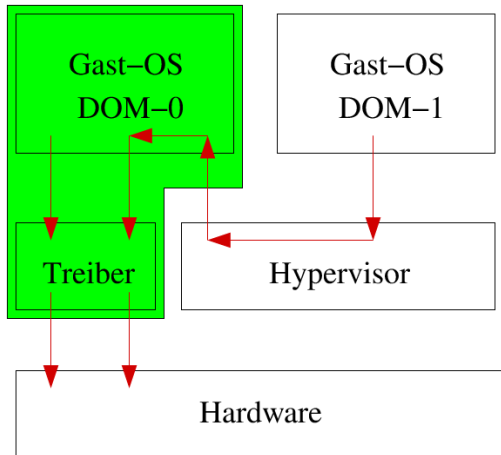 Gast−OS
DOM−0
Gast−OS
DOM−1
Treiber
Hypervisor
Hardware